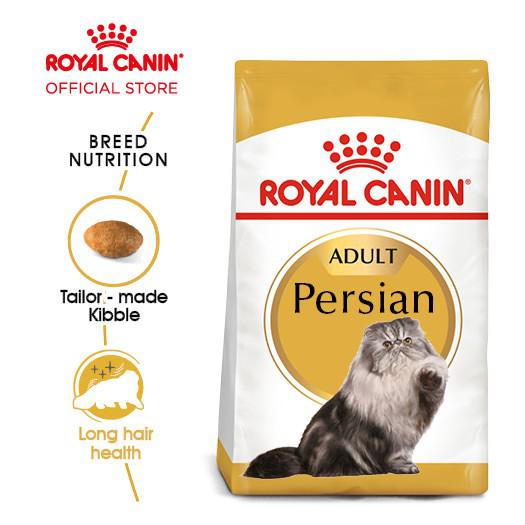 ROYAL CANIN®
OFFICIAL STORE
BREED
NUTRITION
Tailor - made
Kibble
Long hair
health
ROYAL CANIN®
ADULT
Persian